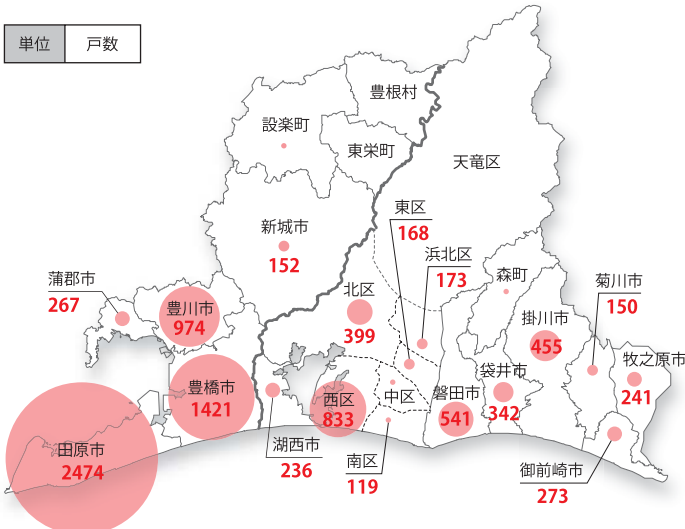 単位 戸数
豊根村
設楽町
東栄町
天竜区
新城市
152
東区
168
浜北区
173
森町
蒲郡市
267
豊川市
974
北区
399
掛川市
455
菊川市
150
牧之原市
241
豊橋市
1421
西区
833
中区
磐田市
541
袋井市
342
田原市
2474
湖西市
236
南区
119
御前崎市
273